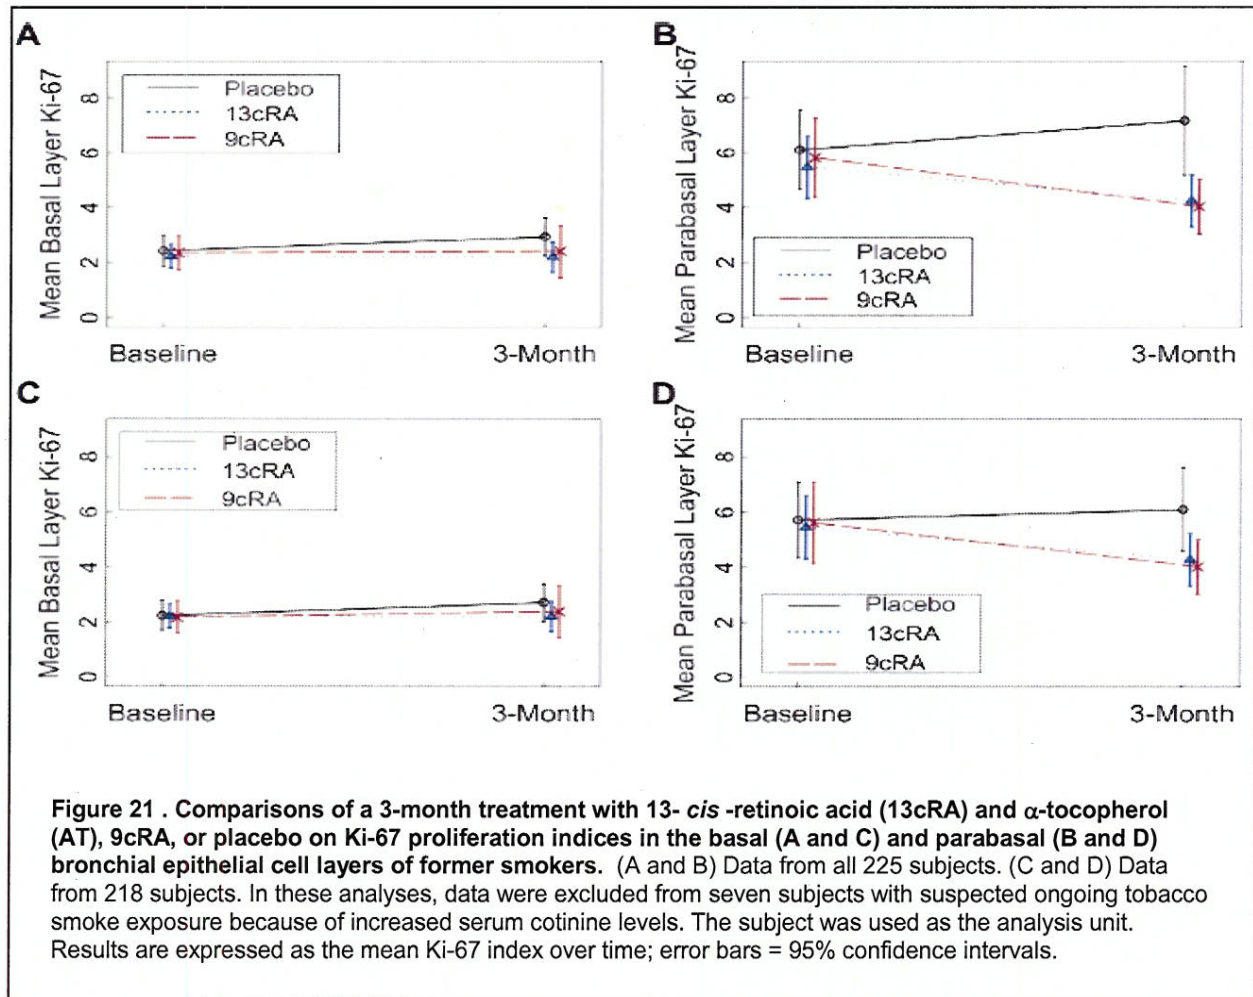 A
Mean Basal Layer Ki-67
8
6
4
2
0
Placebo
13cRA
9cRA
Baseline
3-Month
B
Mean Parabasal Layer Ki-67
8
6
4
2
0
Placebo
13cRA
9cRA
Baseline
3-Month
C
Mean Basal Layer Ki-67
8
6
4
2
0
Placebo
13cRA
9cRA
Baseline
3-Month
D
Mean Parabasal Layer Ki-67
8
6
4
2
0
Placebo
13cRA
9cRA
Baseline
3-Month
Figure 21 . Comparisons of a 3-month treatment with 13- cis -retinoic acid (13cRA) and α-tocopherol
(AT), 9cRA, or placebo on Ki-67 proliferation indices in the basal (A and C) and parabasal (B and D)
bronchial epithelial cell layers of former smokers. (A and B) Data from all 225 subjects. (C and D) Data
from 218 subjects. In these analyses, data were excluded from seven subjects with suspected ongoing tobacco
smoke exposure because of increased serum cotinine levels. The subject was used as the analysis unit.
Results are expressed as the mean Ki-67 index over time; error bars = 95% confidence intervals.